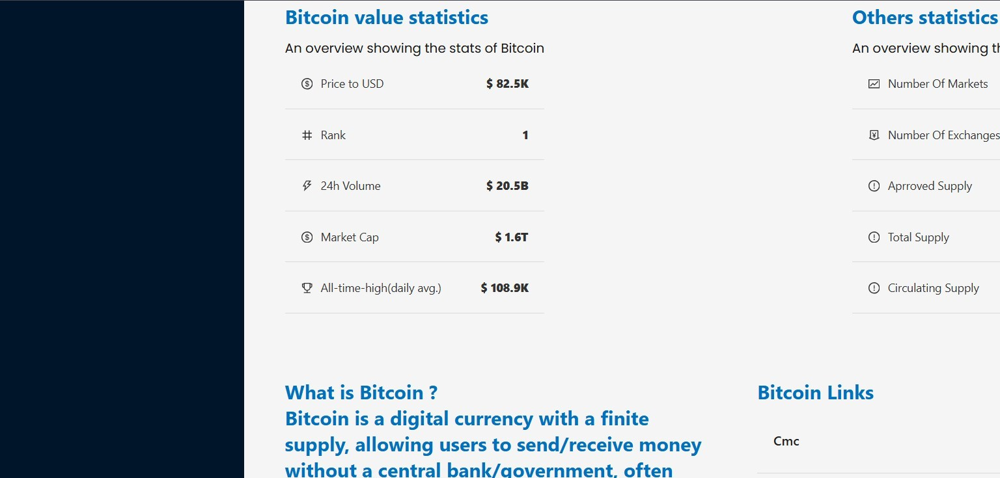 Bitcoin value statistics
An overview showing the stats of Bitcoin
Price to USD $ 82.5K
Rank 1
24h Volume $ 20.5B
Market Cap $ 1.6T
All-time-high(daily avg.) $ 108.9K
Others statistics
An overview showing
Number Of Markets
Number Of Exchanges
Aprroved Supply
Total Supply
Circulating Supply
What is Bitcoin ?
Bitcoin is a digital currency with a finite
supply, allowing users to send/receive money
without a central bank/government, often
Bitcoin Links
Cmc